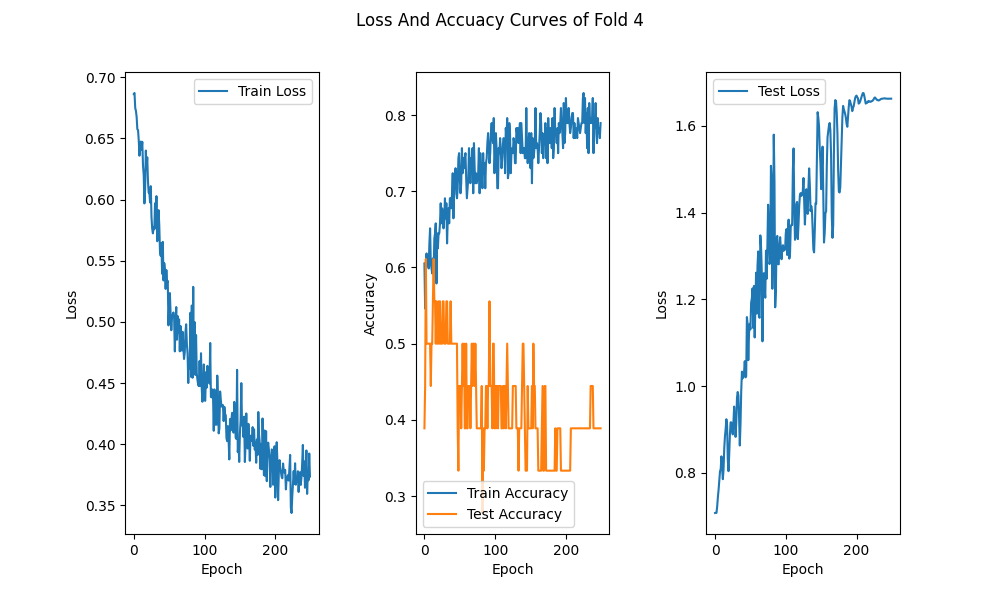 Loss And Accuacy Curves of Fold 4
0.70
0.65
0.60
0.55
0.50
0.45
0.40
0.35
Loss
0
100
200
Epoch
Train Loss
0.8
0.7
0.6
0.5
0.4
0.3
Accuracy
0
100
200
Epoch
Train Accuracy
Test Accuracy
1.6
1.4
1.2
1.0
0.8
Loss
0
100
200
Epoch
Test Loss